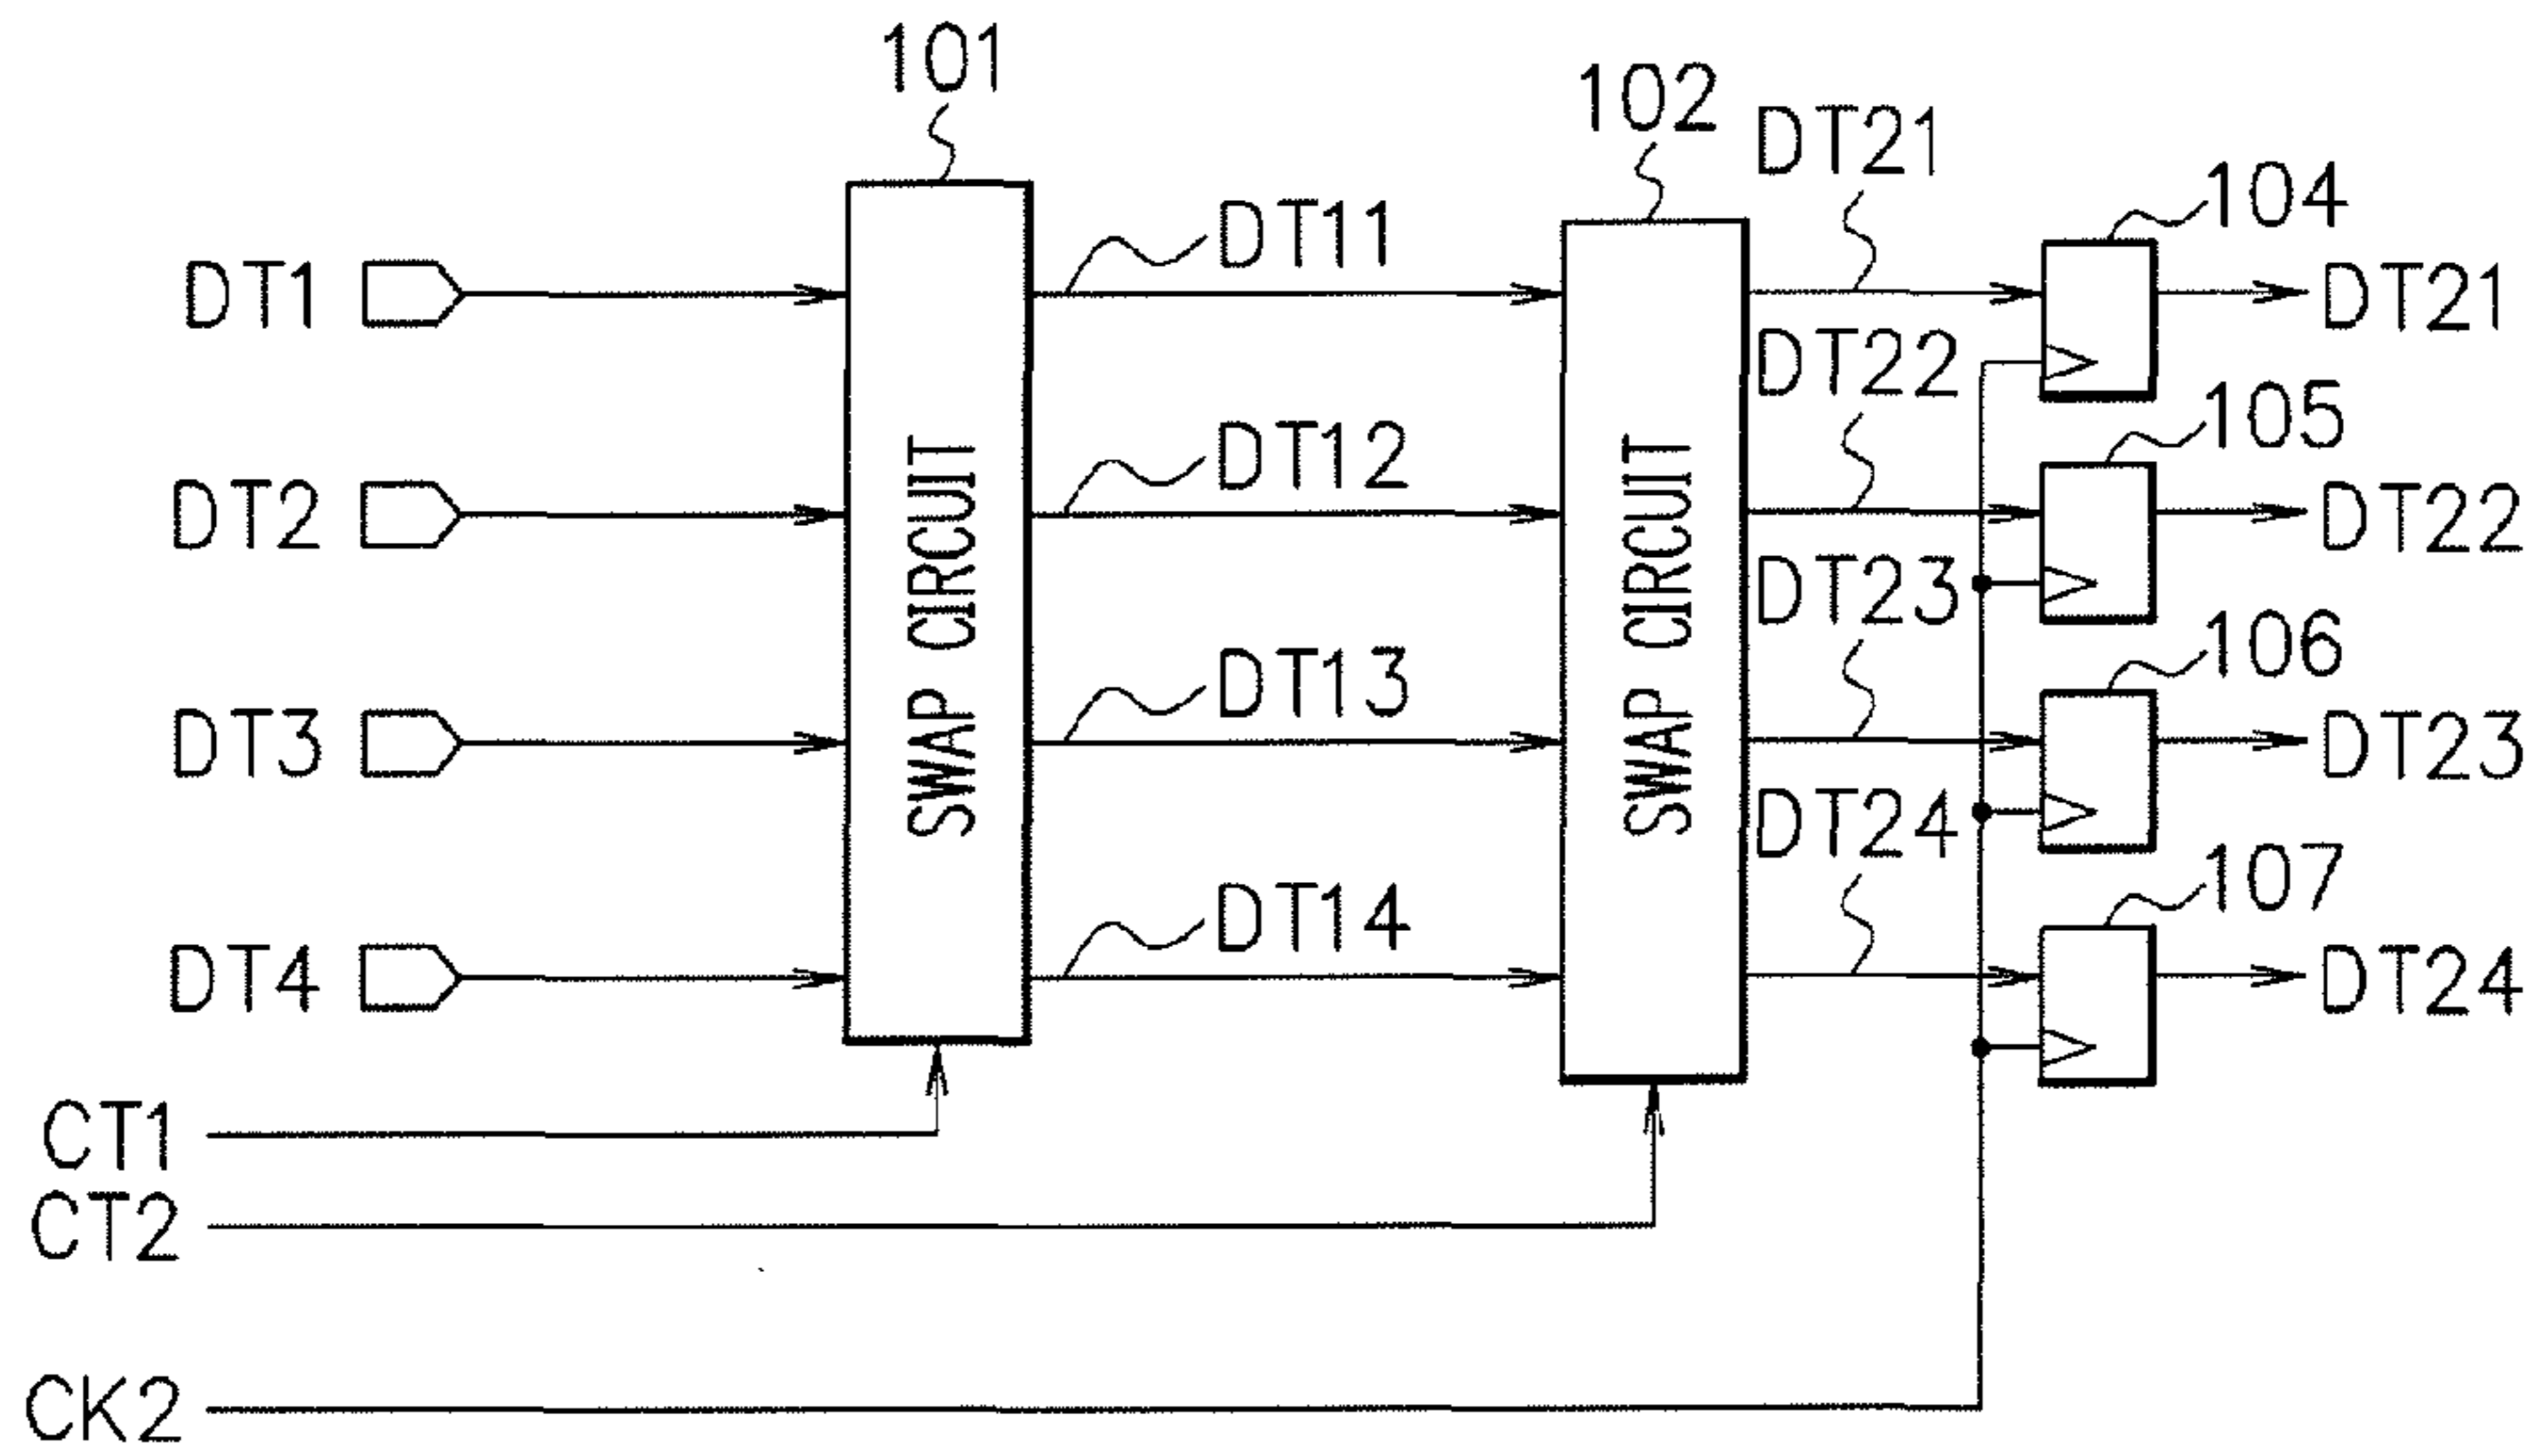 101
102
DT21
104
DT11
DT1
DT21
DT22
105
DT12
SWAP CIRCUIT
SWAP CIRCUIT
DT2
DT22
DT23
106
DT13
DT3
DT23
DT24
107
DT14
DT4
DT24
CT1
CT2
CK2